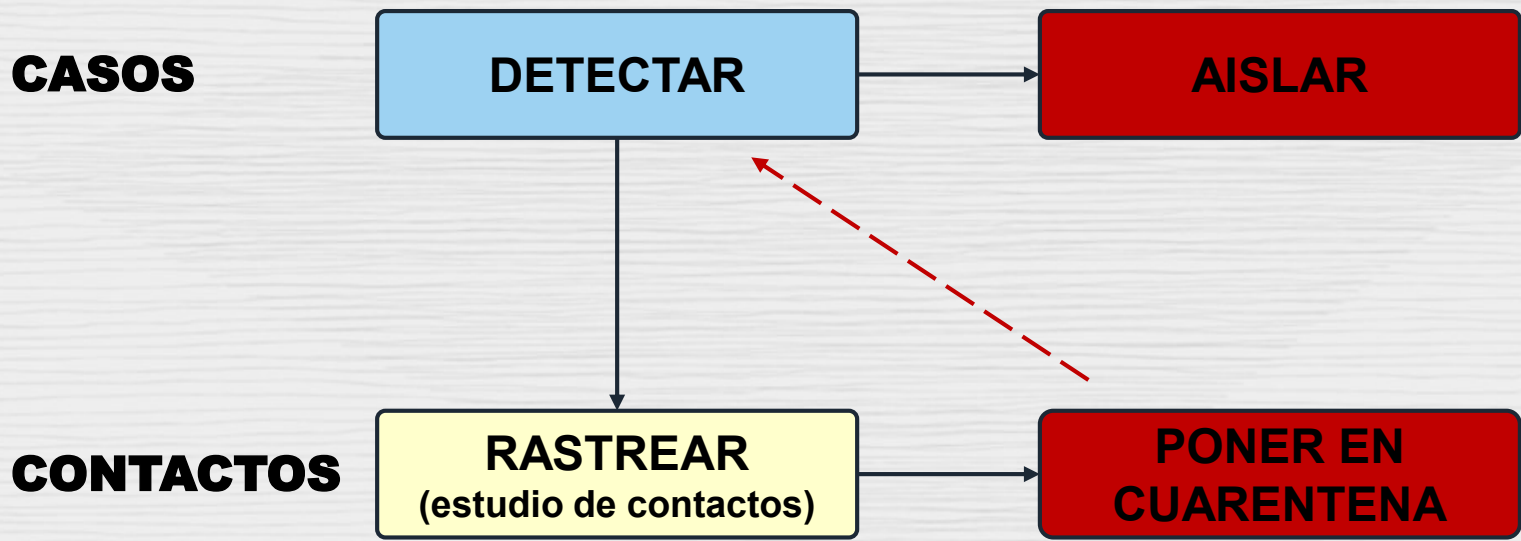 CASOS
DETECTAR
AISLAR
CONTACTOS
RASTREAR
(estudio de contactos)
PONER EN
CUARENTENA